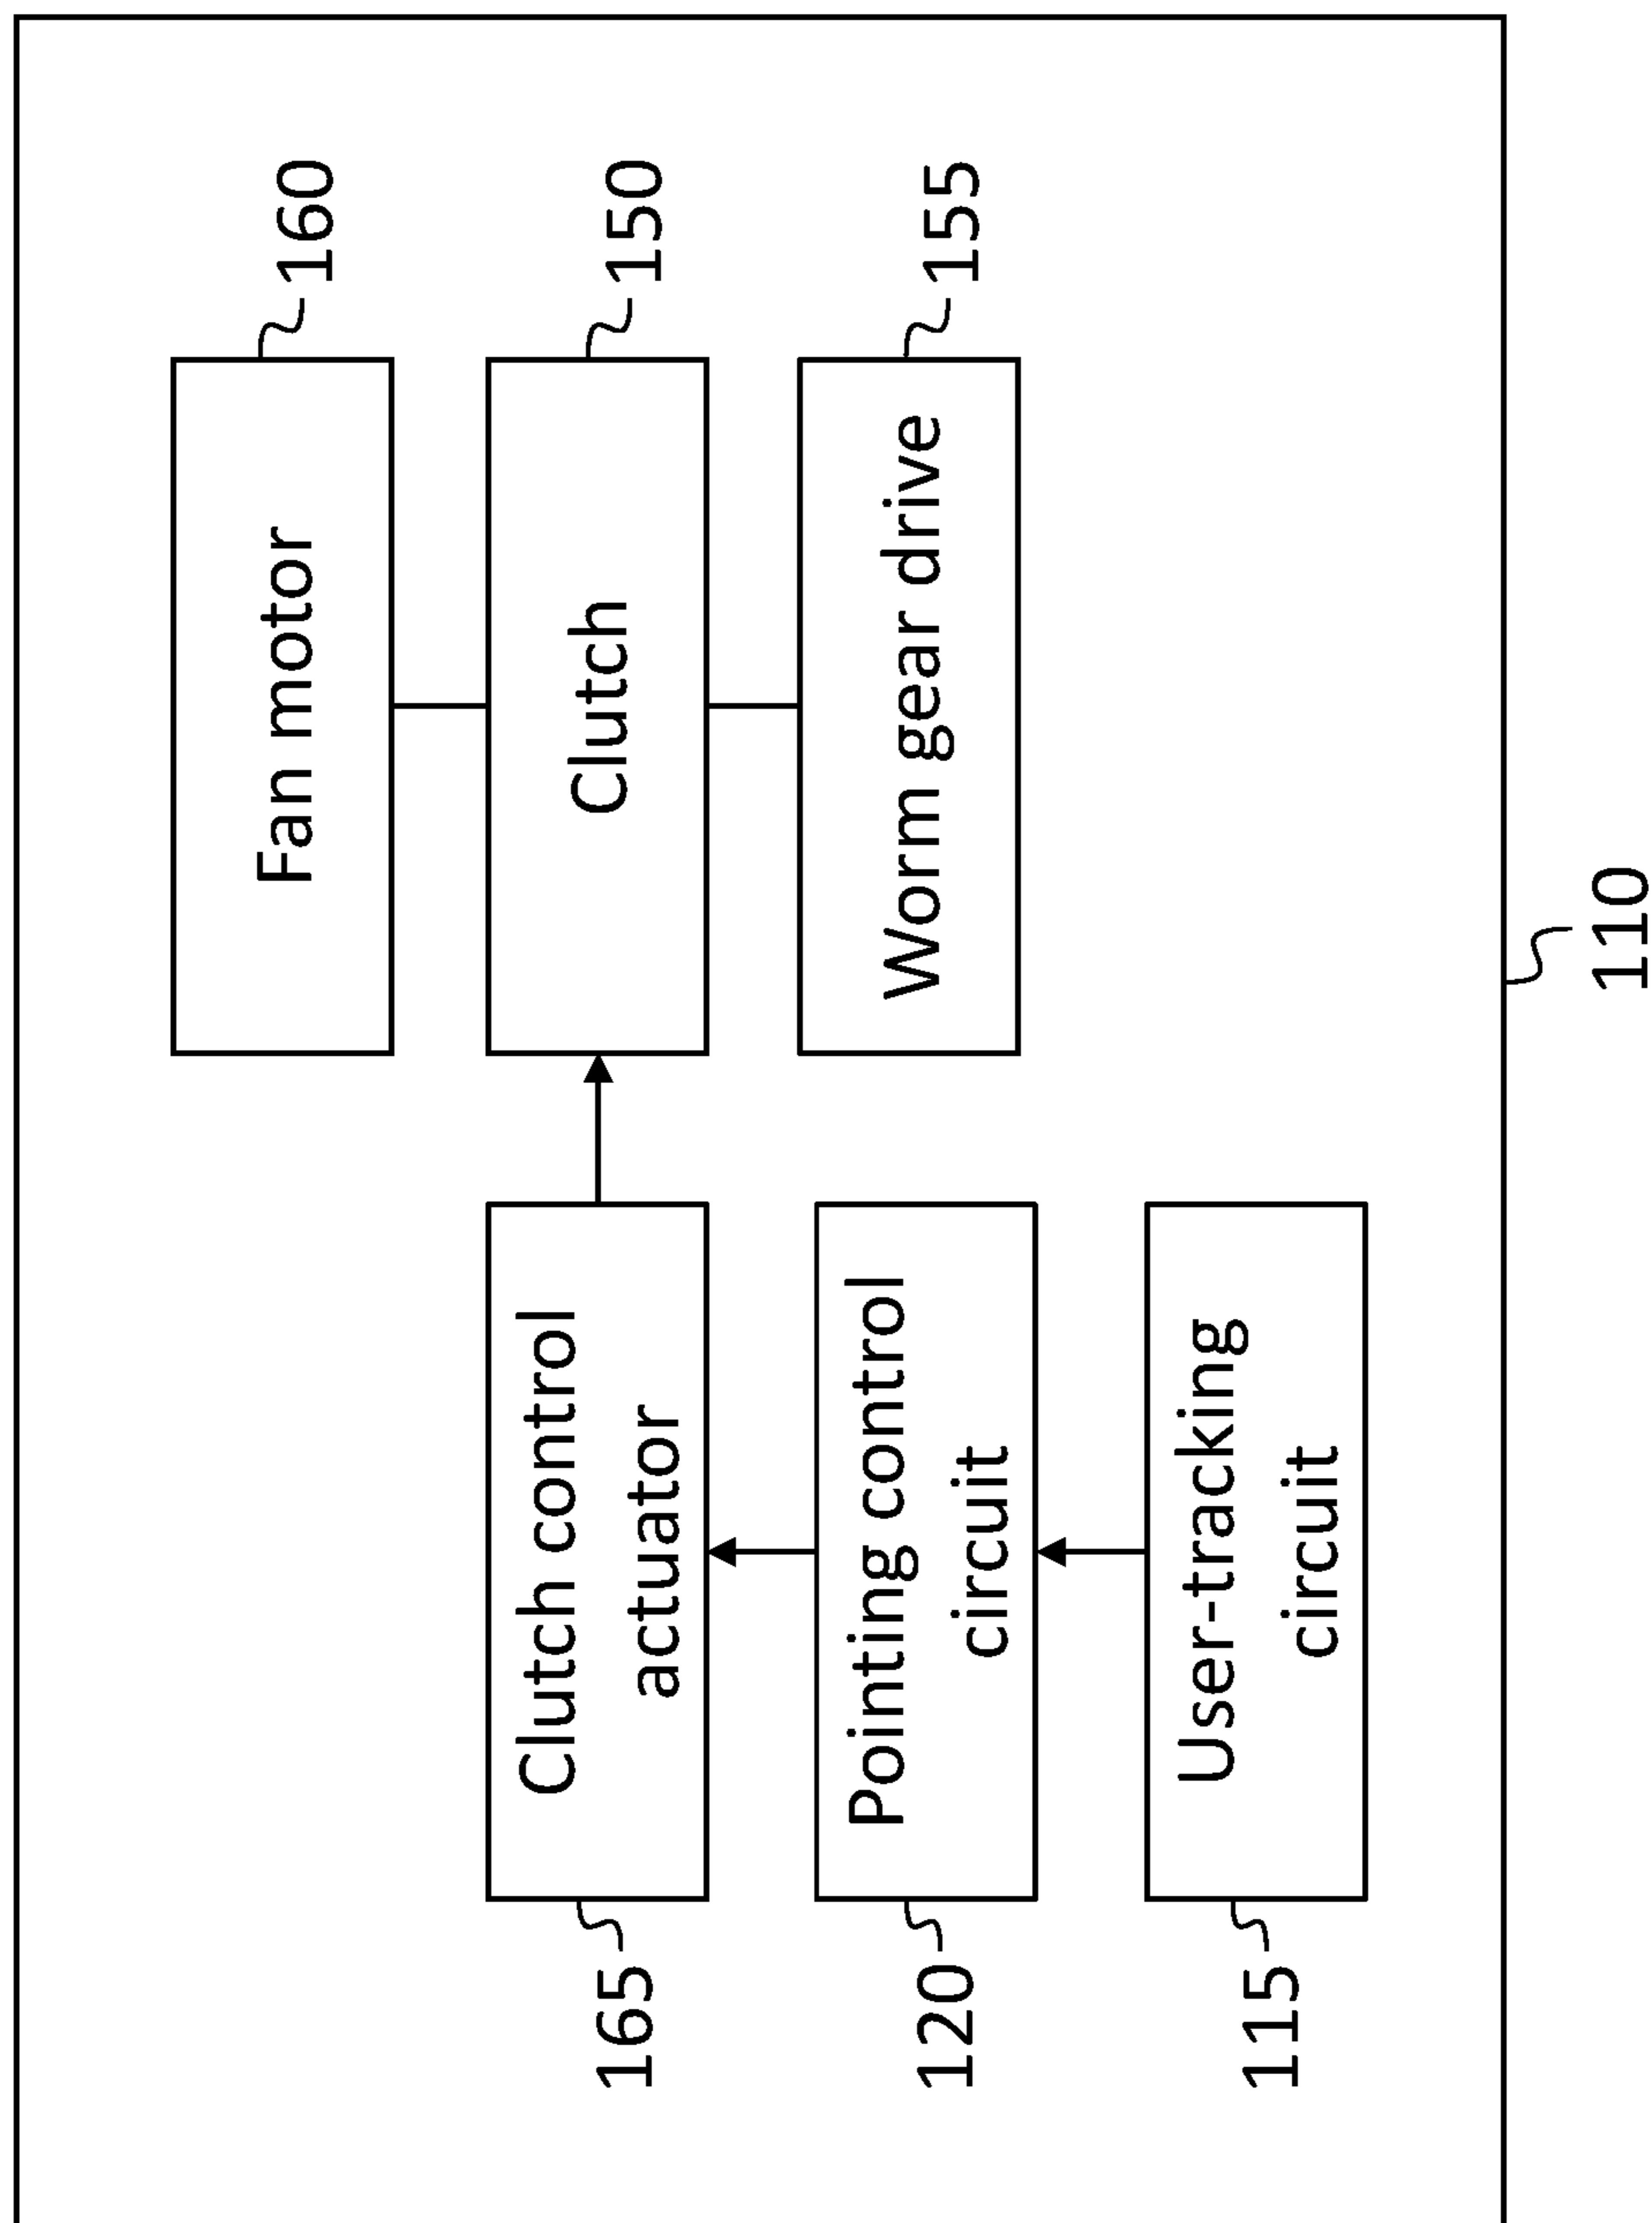 165
Clutch control
actuator
120
Pointing control
circuit
115
User-tracking
circuit
Fan motor
160
Clutch
150
Worm gear drive
155
110